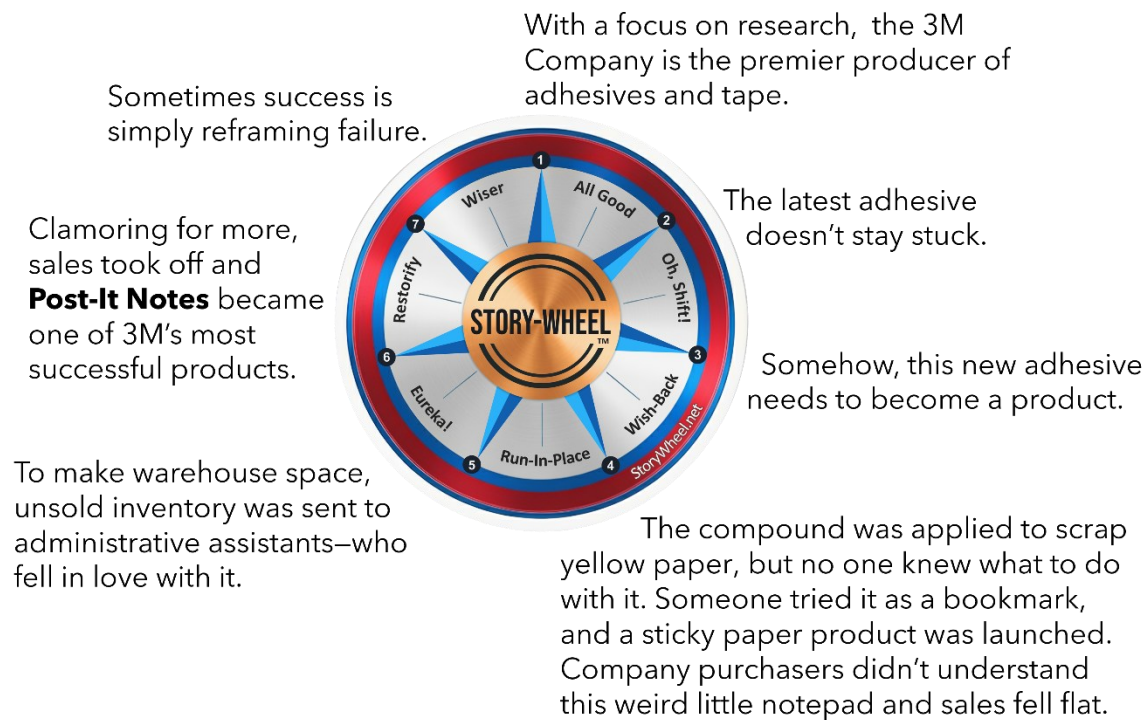 With a focus on research, the 3M
Company is the premier producer of
adhesives and tape.
The latest adhesive
doesn’t stay stuck.
Somehow, this new adhesive
needs to become a product.
The compound was applied to scrap
yellow paper, but no one knew what to do
with it. Someone tried it as a bookmark,
and a sticky paper product was launched.
Company purchasers didn’t understand
this weird little notepad and sales fell flat.
To make warehouse space,
unsold inventory was sent to
administrative assistants—who
fell in love with it.
Clamoring for more,
sales took off and
Post-It Notes became
one of 3M’s most
successful products.
Sometimes success is
simply reframing failure.
1
All Good
2
Oh, Shift!
3
Wish-Back
4
Run-In-Place
5
Eureka!
6
Restorify
7
Wiser
STORY-WHEEL
TM
StoryWheel.net